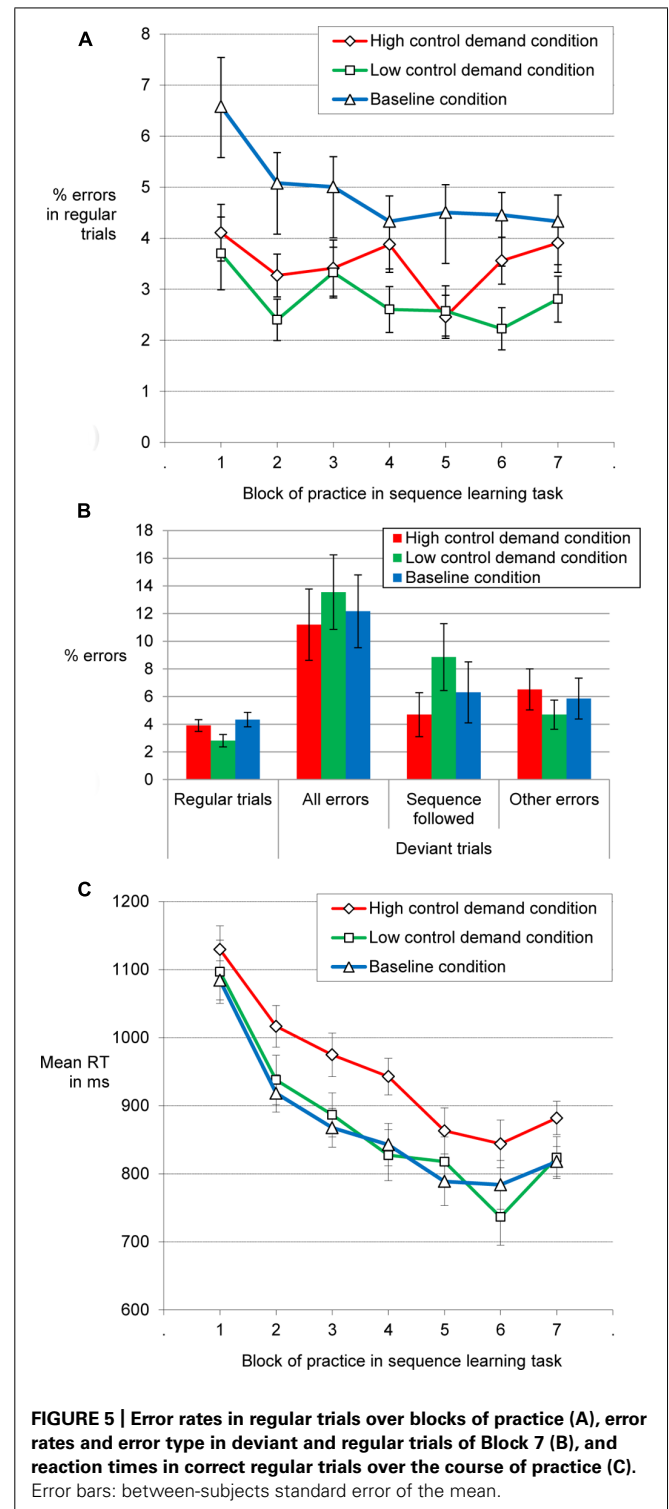 A
8
7
6
5
4
3
2
1
0
% errors
in regular
trials
High control demand condition
Low control demand condition
Baseline condition
. 1 2 3 4 5 6 7 .
Block of practice in sequence learning task
B
18
16
14
12
10
8
6
4
2
0
% errors
High control demand condition
Low control demand condition
Baseline condition
Regular trials All errors Sequence followed Other errors
Deviant trials
C
1200
1100
1000
900
800
700
600
Mean RT
in ms
High control demand condition
Low control demand condition
Baseline condition
. 1 2 3 4 5 6 7 .
Block of practice in sequence learning task
FIGURE 5 | Error rates in regular trials over blocks of practice (A), error
rates and error type in deviant and regular trials of Block 7 (B), and
reaction times in correct regular trials over the course of practice (C).
Error bars: between-subjects standard error of the mean.